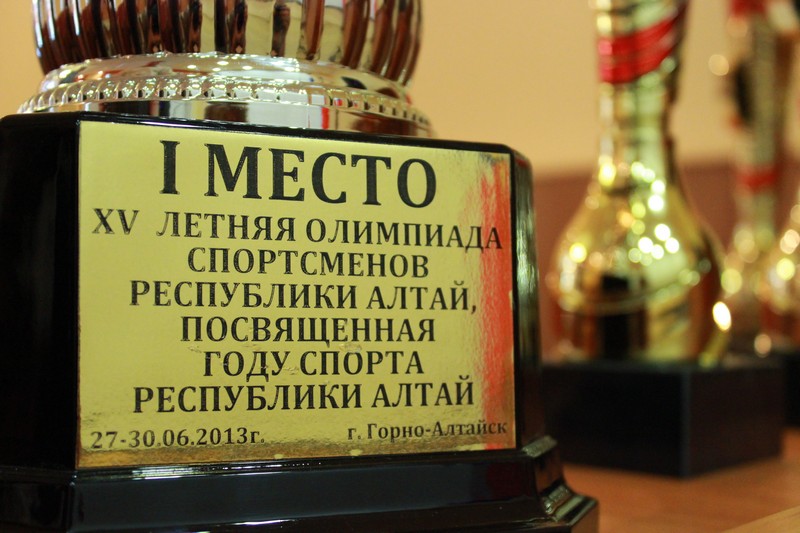 I МЕСТО
XV ЛЕТНЯЯ ОЛИМПИАДА
СПОРТСМЕНОВ
РЕСПУБЛИКИ АЛТАЙ,
ПОСВЯЩЕННАЯ
ГОДУ СПОРТА
РЕСПУБЛИКИ АЛТАЙ
27-30.06.2013г. г. Горно-Алтайск